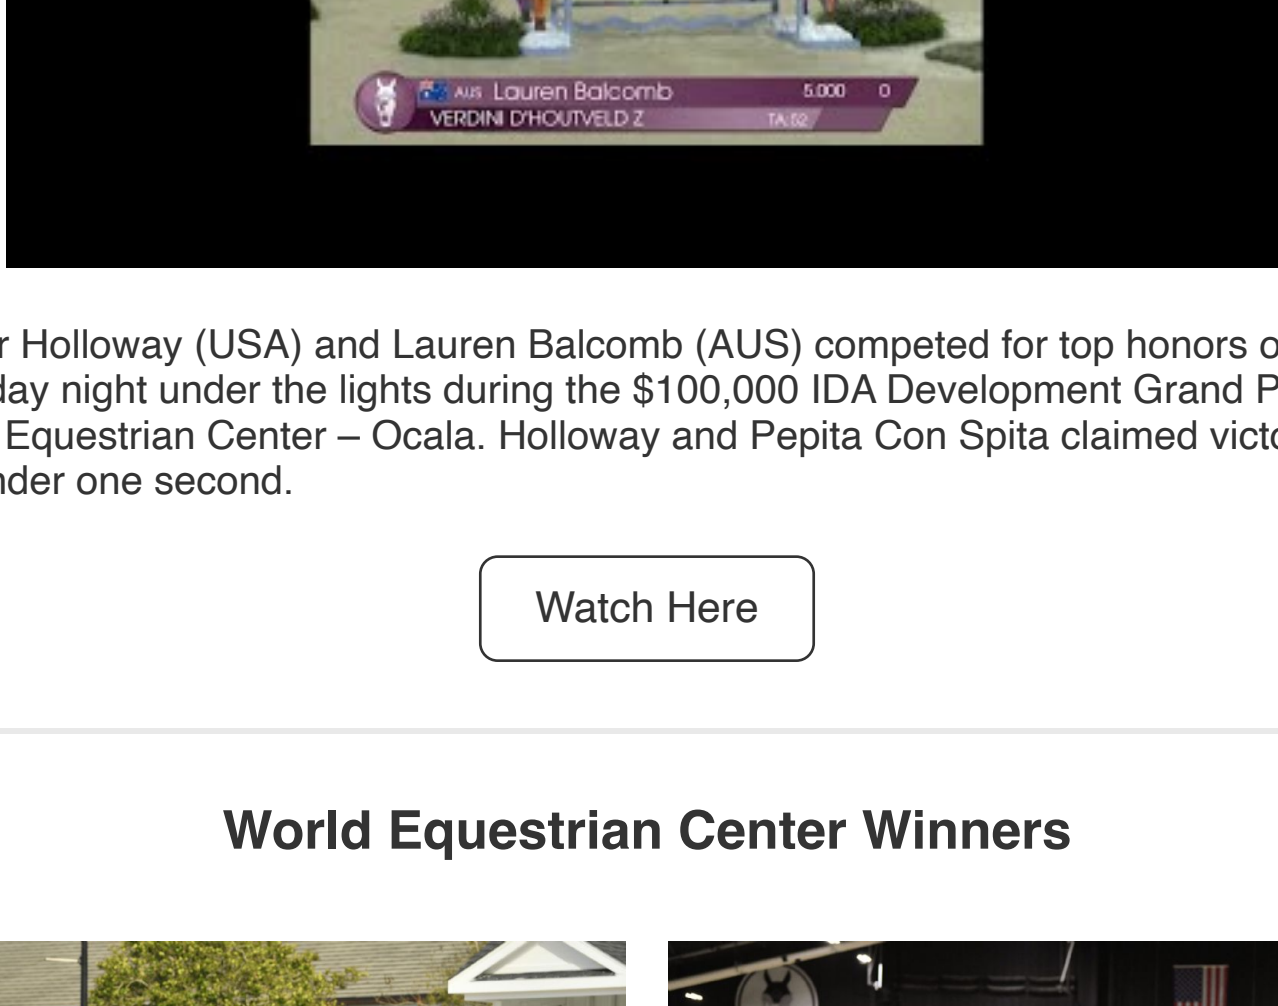 AUS Lauren Balcomb 5.000 0
VERDINI D'HOUTVELD Z TA: 52
r Holloway (USA) and Lauren Balcomb (AUS) competed for top honors o
day night under the lights during the $100,000 IDA Development Grand P
Equestrian Center – Ocala. Holloway and Pepita Con Spita claimed victo
nder one second.
Watch Here
World Equestrian Center Winners